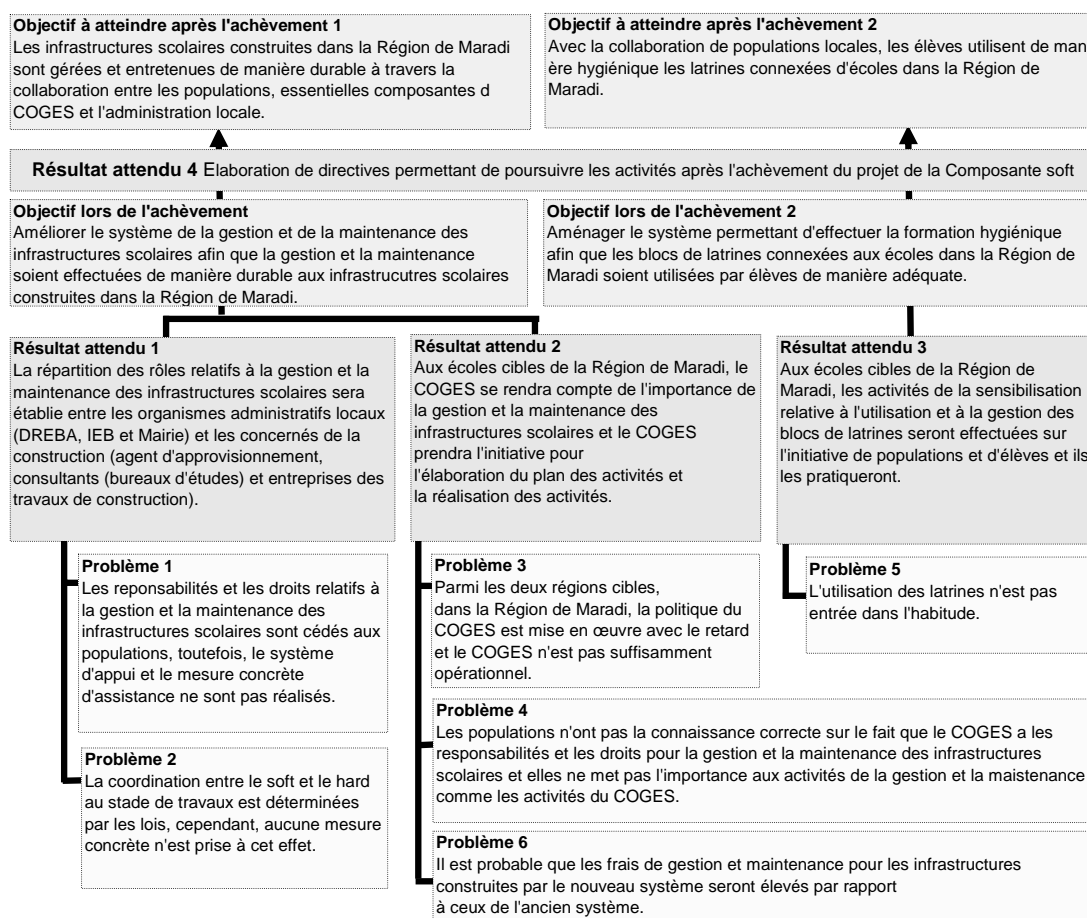 Objectif à atteindre après l'achèvement 1
Les infrastructures scolaires construites dans la Région de Maradi
sont gérées et entretenues de manière durable à travers la
collaboration entre les populations, essentielles composantes d
COGES et l'administration locale.
Objectif à atteindre après l'achèvement 2
Avec la collaboration de populations locales, les élèves utilisent de man
ère hygiénique les latrines connexées d'écoles dans la Région de
Maradi.
Résultat attendu 4 Elaboration de directives permettant de poursuivre les activités après l'achèvement du projet de la Composante soft
Objectif lors de l'achèvement
Améliorer le système de la gestion et de la maintenance des
infrastructures scolaires afin que la gestion et la maintenance
soient effectuées de manière durable aux infrastrucutres scolaires
construites dans la Région de Maradi.
Objectif lors de l'achèvement 2
Aménager le système permettant d'effectuer la formation hygiénique
afin que les blocs de latrines connexées aux écoles dans la Région de
Maradi soient utilisées par élèves de manière adéquate.
Résultat attendu 1
La répartition des rôles relatifs à la gestion et la
maintenance des infrastructures scolaires sera
établie entre les organismes administratifs locaux
(DREBA, IEB et Mairie) et les concernés de la
construction (agent d'approvisionnement,
consultants (bureaux d'études) et entreprises des
travaux de construction).
Résultat attendu 2
Aux écoles cibles de la Région de Maradi, le
COGES se rendra compte de l'importance de
la gestion et la maintenance des
infrastructures scolaires et le COGES
prendra l'initiative pour
l'élaboration du plan des activités et
la réalisation des activités.
Résultat attendu 3
Aux écoles cibles de la Région de
Maradi, les activités de la sensibilisation
relative à l'utilisation et à la gestion des
blocs de latrines seront effectuées sur
l'initiative de populations et d'élèves et ils
les pratiqueront.
Problème 1
Les reponsabilités et les droits relatifs à
la gestion et la maintenance des
infrastructures scolaires sont cédés aux
populations, toutefois, le système
d'appui et le mesure concrète
d'assistance ne sont pas réalisés.
Problème 2
La coordination entre le soft et le hard
au stade de travaux est déterminées
par les lois, cependant, aucune mesure
concrète n'est prise à cet effet.
Problème 3
Parmi les deux régions cibles,
dans la Région de Maradi, la politique du
COGES est mise en œuvre avec le retard
et le COGES n'est pas suffisamment
opérationnel.
Problème 5
L'utilisation des latrines n'est pas
entrée dans l'habitude.
Problème 4
Les populations n'ont pas la connaissance correcte sur le fait que le COGES a les
responsabilités et les droits pour la gestion et la maintenance des infrastructures
scolaires et elles ne met pas l'importance aux activités de la gestion et la maistenance
comme les activités du COGES.
Problème 6
Il est probable que les frais de gestion et maintenance pour les infrastructures
construites par le nouveau système seront élevés par rapport
à ceux de l'ancien système.